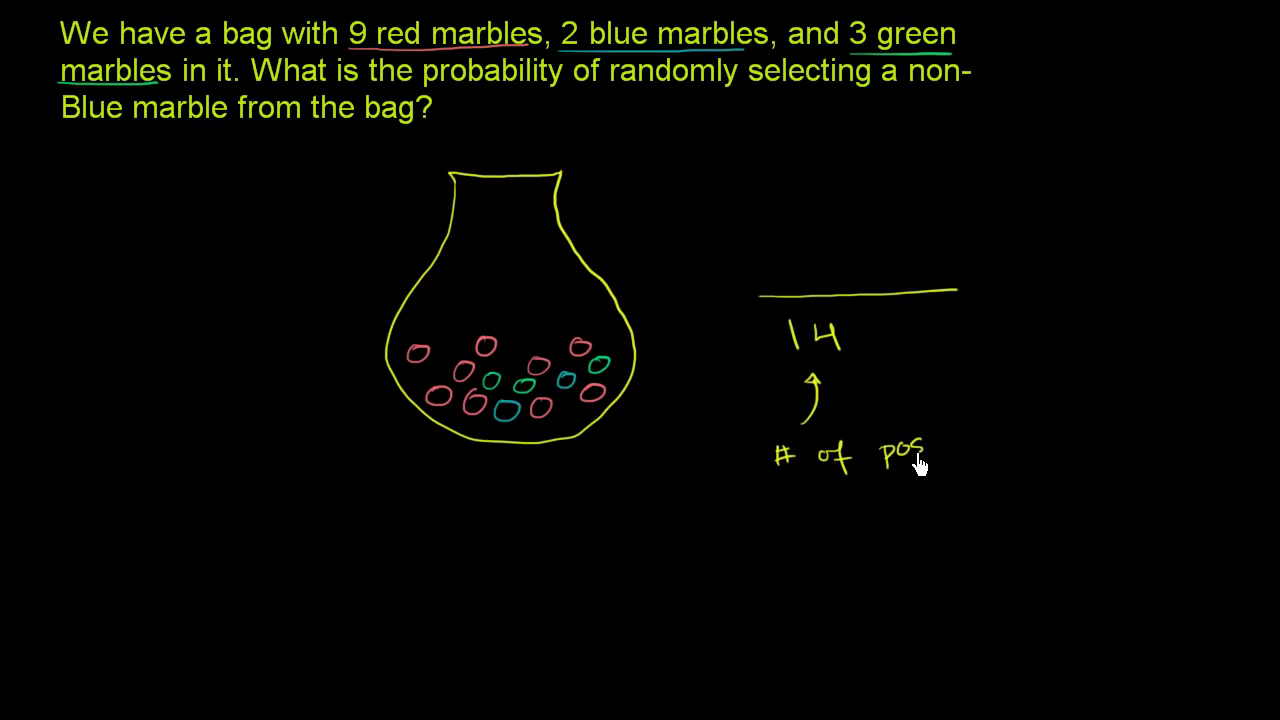 We have a bag with 9 red marbles, 2 blue marbles, and 3 green
marbles in it. What is the probability of randomly selecting a non-
Blue marble from the bag?
14
# of pos